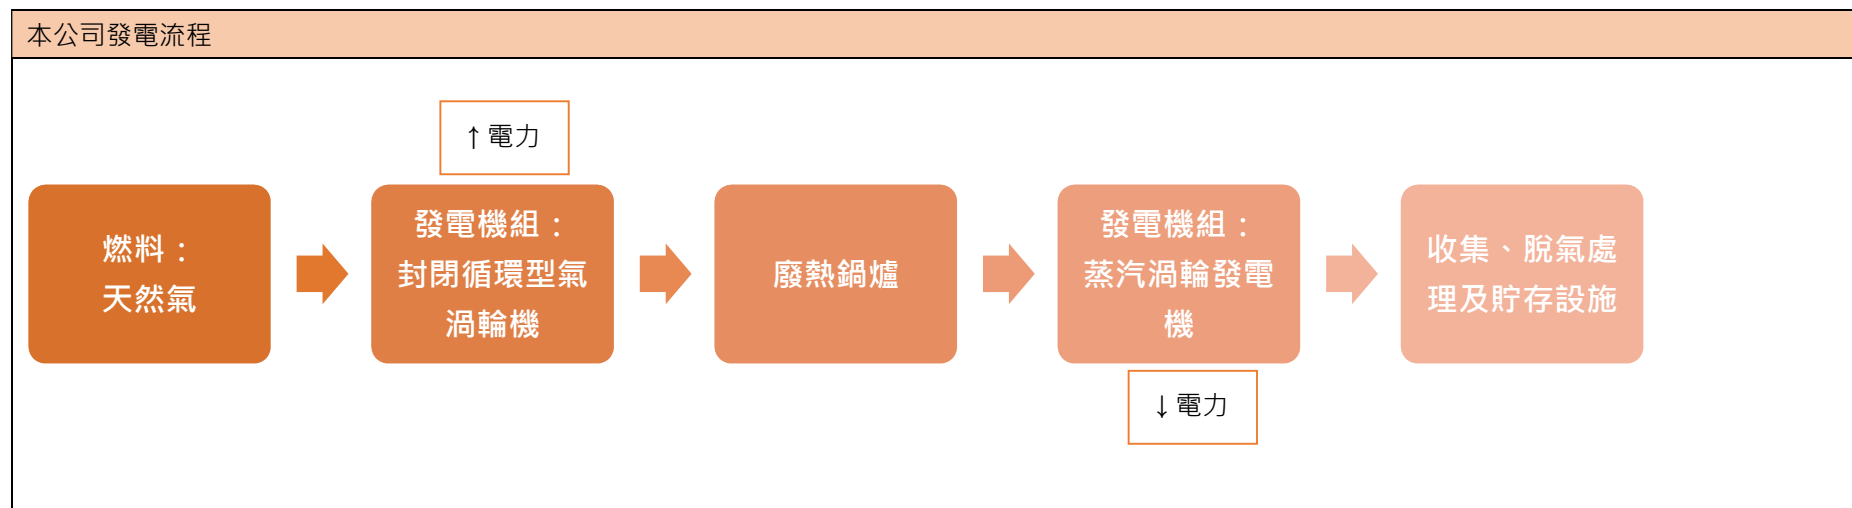 本公司發電流程
↑電力
燃料：
天然氣
發電機組：
封閉循環型氣
渦輪機
廢熱鍋爐
發電機組：
蒸汽渦輪發電
機
收集、脫氣處
理及貯存設施
↓電力